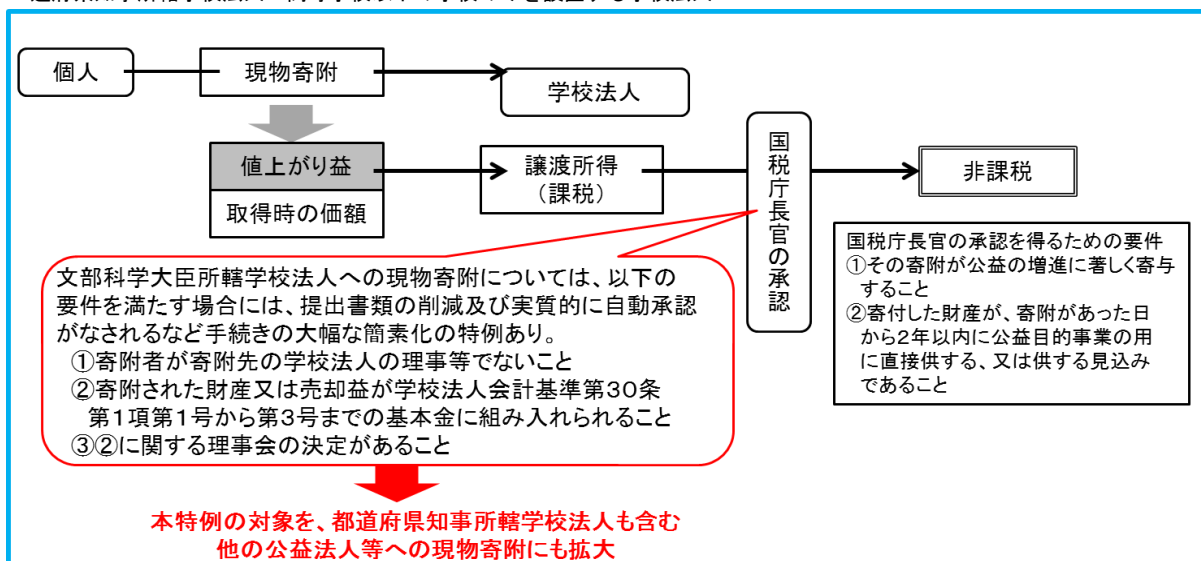 個人
現物寄附
学校法人
値上がり益
取得時の価額
譲渡所得
(課税)
国税庁長官の承認
非課税
国税庁長官の承認を得るための要件
①その寄附が公益の増進に著しく寄与
すること
②寄付した財産が、寄附があった日
から2年以内に公益目的事業の用
に直接供する、又は供する見込み
であること
文部科学大臣所轄学校法人への現物寄附については、以下の
要件を満たす場合には、提出書類の削減及び実質的に自動承認
がなされるなど手続きの大幅な簡素化の特例あり。
①寄附者が寄附先の学校法人の理事等でないこと
②寄附された財産又は売却益が学校法人会計基準第30条
第1項第1号から第3号までの基本金に組み入れられること
③②に関する理事会の決定があること
本特例の対象を、都道府県知事所轄学校法人も含む
他の公益法人等への現物寄附にも拡大